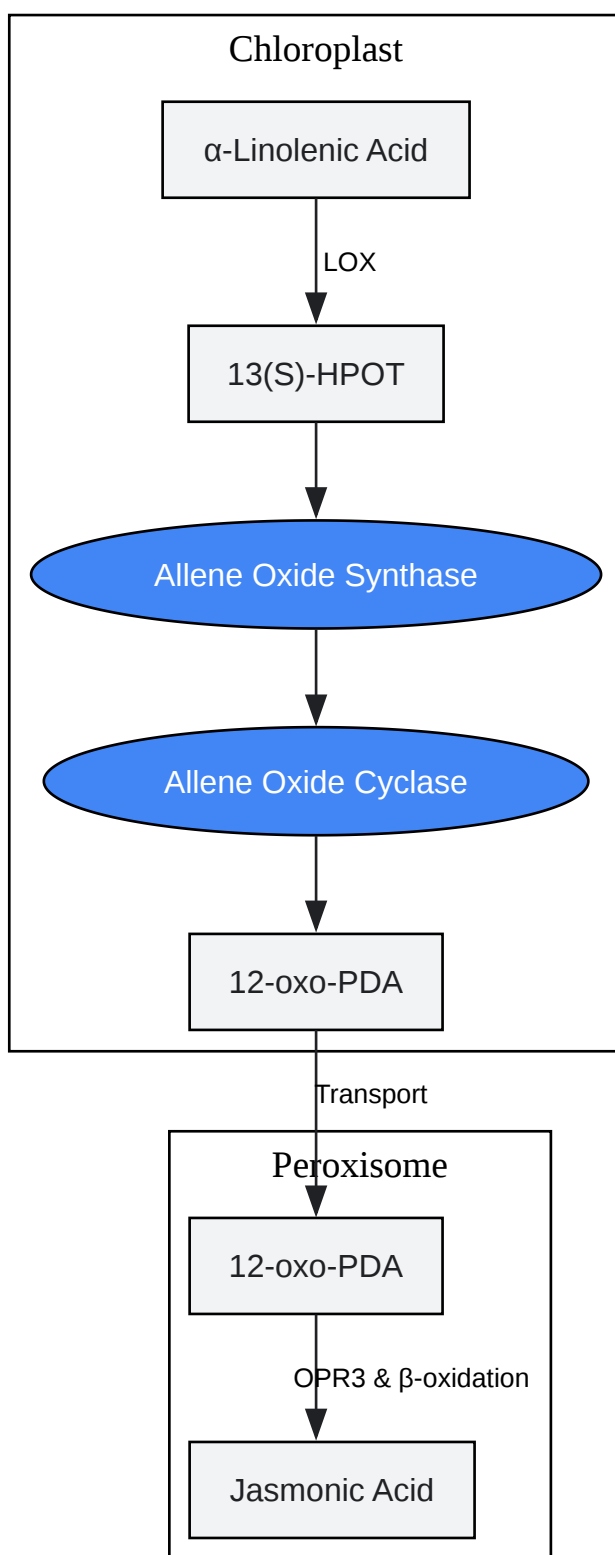 Chloroplast
α-Linolenic Acid
LOX
13(S)-HPOT
Allene Oxide Synthase
Allene Oxide Cyclase
12-oxo-PDA
Transport
Peroxisome
12-oxo-PDA
OPR3 & β-oxidation
Jasmonic Acid